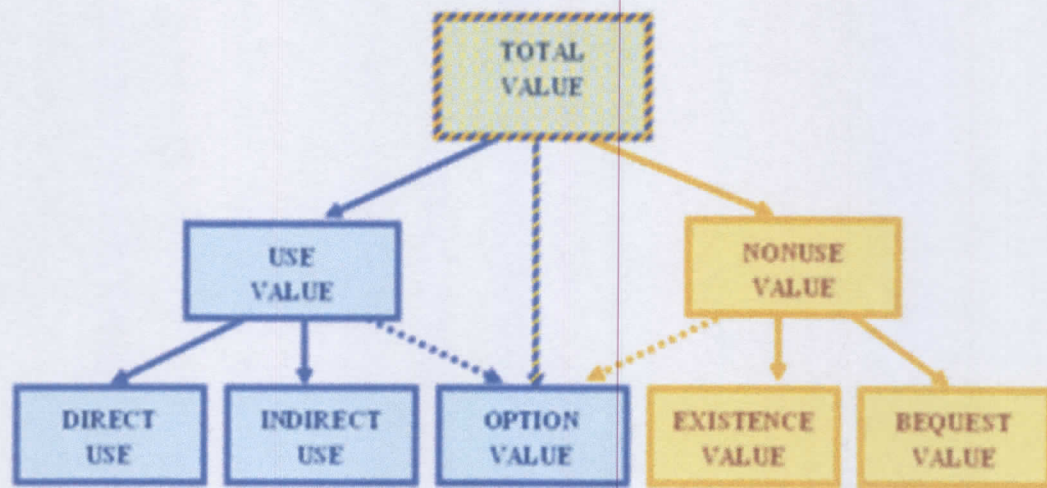 TOTAL
VALUE
USE
VALUE
NONUSE
VALUE
DIRECT
USE
INDIRECT
USE
OPTION
VALUE
EXISTENCE
VALUE
BEQUEST
VALUE